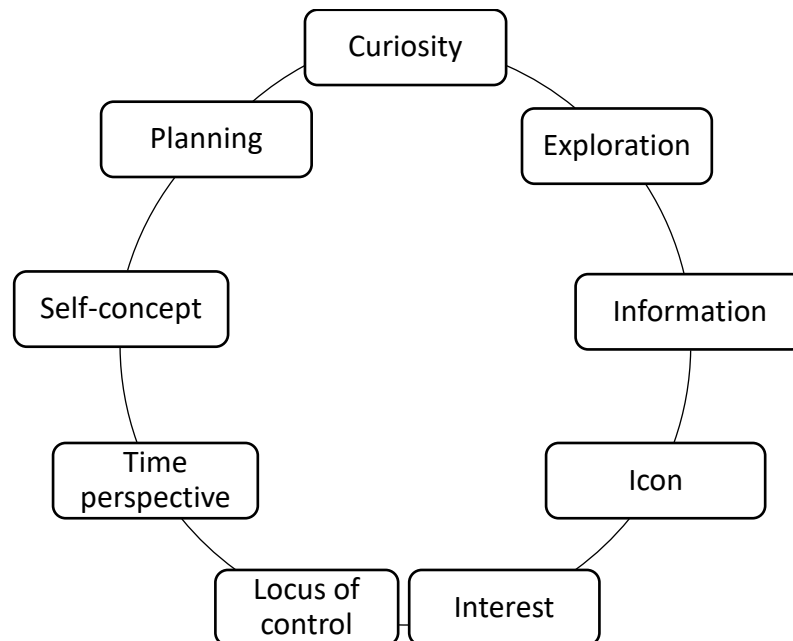 Curiosity
Exploration
Information
Icon
Interest
Locus of
control
Time
perspective
Self-concept
Planning